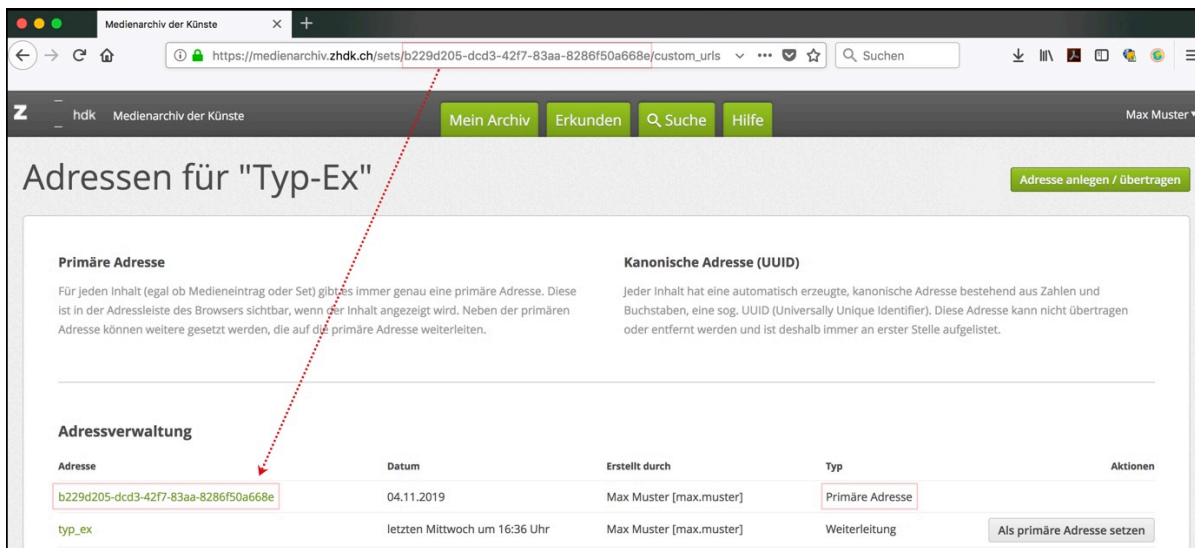 Medienarchiv der Künste
https://medienarchiv.zhdk.ch/sets/b229d205-dcd3-42f7-83aa-8286f50a668e/custom_urls
Suchen
Z hdk Medienarchiv der Künste
Mein Archiv Erkunden Suche Hilfe
Max Muster
Adressen für "Typ-Ex"
Adresse anlegen / übertragen
Primäre Adresse
Für jeden Inhalt (egal ob Medieneintrag oder Set) gibt es immer genau eine primäre Adresse. Diese
ist in der Adressleiste des Browsers sichtbar, wenn der Inhalt angezeigt wird. Neben der primären
Adresse können weitere gesetzt werden, die auf die primäre Adresse weiterleiten.
Kanonische Adresse (UUID)
Jeder Inhalt hat eine automatisch erzeugte, kanonische Adresse bestehend aus Zahlen und
Buchstaben, eine sog. UUID (Universally Unique Identifier). Diese Adresse kann nicht übertragen
oder entfernt werden und ist deshalb immer an erster Stelle aufgelistet.
Adressverwaltung
Adresse Datum Erstellt durch Typ Aktionen
b229d205-dcd3-42f7-83aa-8286f50a668e 04.11.2019 Max Muster [max.muster] Primäre Adresse
typ_ex letzten Mittwoch um 16:36 Uhr Max Muster [max.muster] Weiterleitung Als primäre Adresse setzen